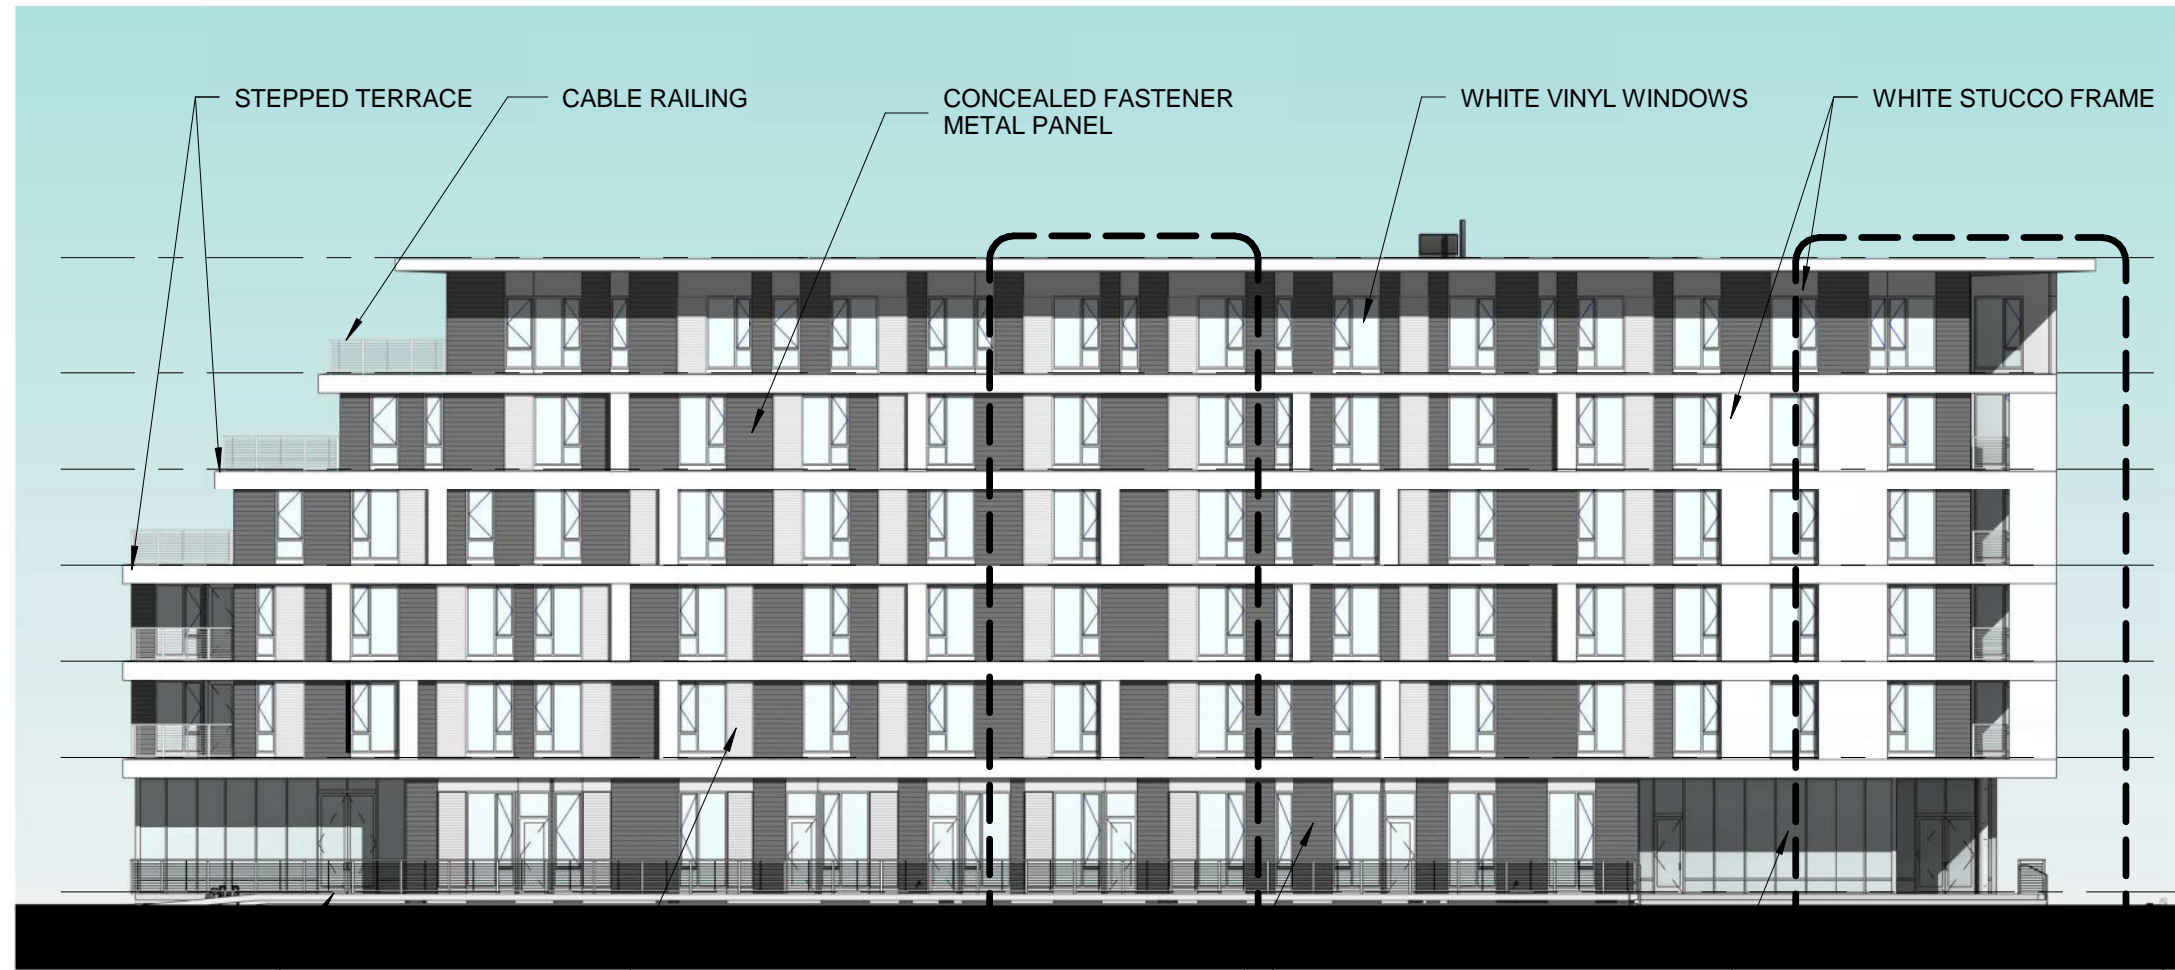 STEPPED TERRACE
CABLE RAILING
CONCEALED FASTENER
METAL PANEL
WHITE VINYL WINDOWS
WHITE STUCCO FRAME